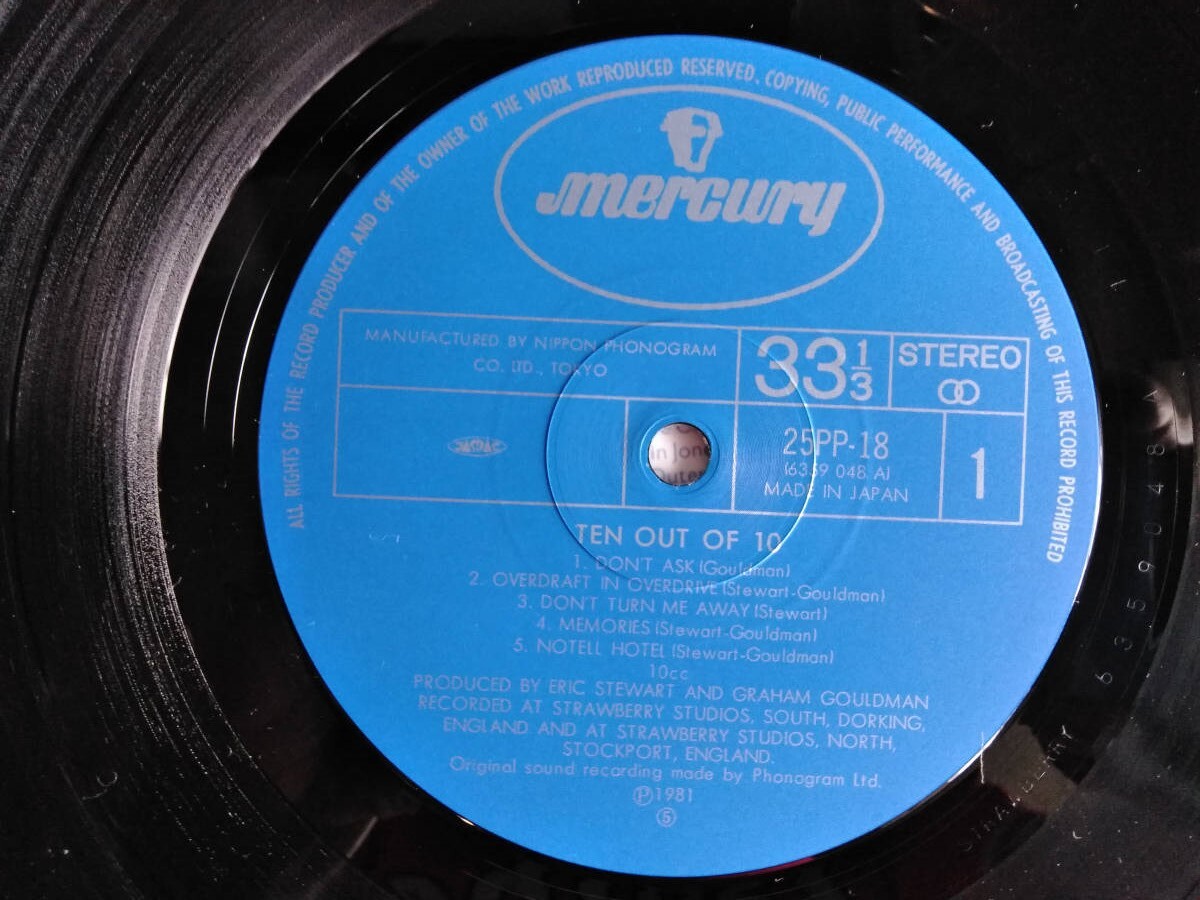 ALL RIGHTS OF THE RECORD PRODUCER AND OF THE OWNER OF THE WORK REPRODUCED RESERVED. COPYING, PUBLIC PERFORMANCE AND BROADCASTING OF THIS RECORD PROHIBITED
mercury
MANUFACTURED BY NIPPON PHONOGRAM
CO. LTD., TOKYO
33 1/3
STEREO
25PP-18
(6359 048 A)
MADE IN JAPAN
1
TEN OUT OF 10
1. DON'T ASK (Gouldman)
2. OVERDRAFT IN OVERDRIVE (Stewart-Gouldman)
3. DON'T TURN ME AWAY (Stewart)
4. MEMORIES (Stewart-Gouldman)
5. NOTELL HOTEL (Stewart-Gouldman)
10cc
PRODUCED BY ERIC STEWART AND GRAHAM GOULDMAN
RECORDED AT STRAWBERRY STUDIOS, SOUTH, DORKING,
ENGLAND AND AT STRAWBERRY STUDIOS, NORTH,
STOCKPORT, ENGLAND.
Original sound recording made by Phonogram Ltd.
℗1981
⑤
6359048 A